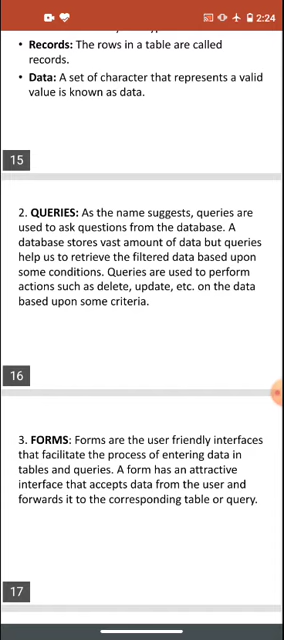 2:24
• Records: The rows in a table are called
records.
• Data: A set of character that represents a valid
value is known as data.
15
2. QUERIES: As the name suggests, queries are
used to ask questions from the database. A
database stores vast amount of data but queries
help us to retrieve the filtered data based upon
some conditions. Queries are used to perform
actions such as delete, update, etc. on the data
based upon some criteria.
16
3. FORMS: Forms are the user friendly interfaces
that facilitate the process of entering data in
tables and queries. A form has an attractive
interface that accepts data from the user and
forwards it to the corresponding table or query.
17